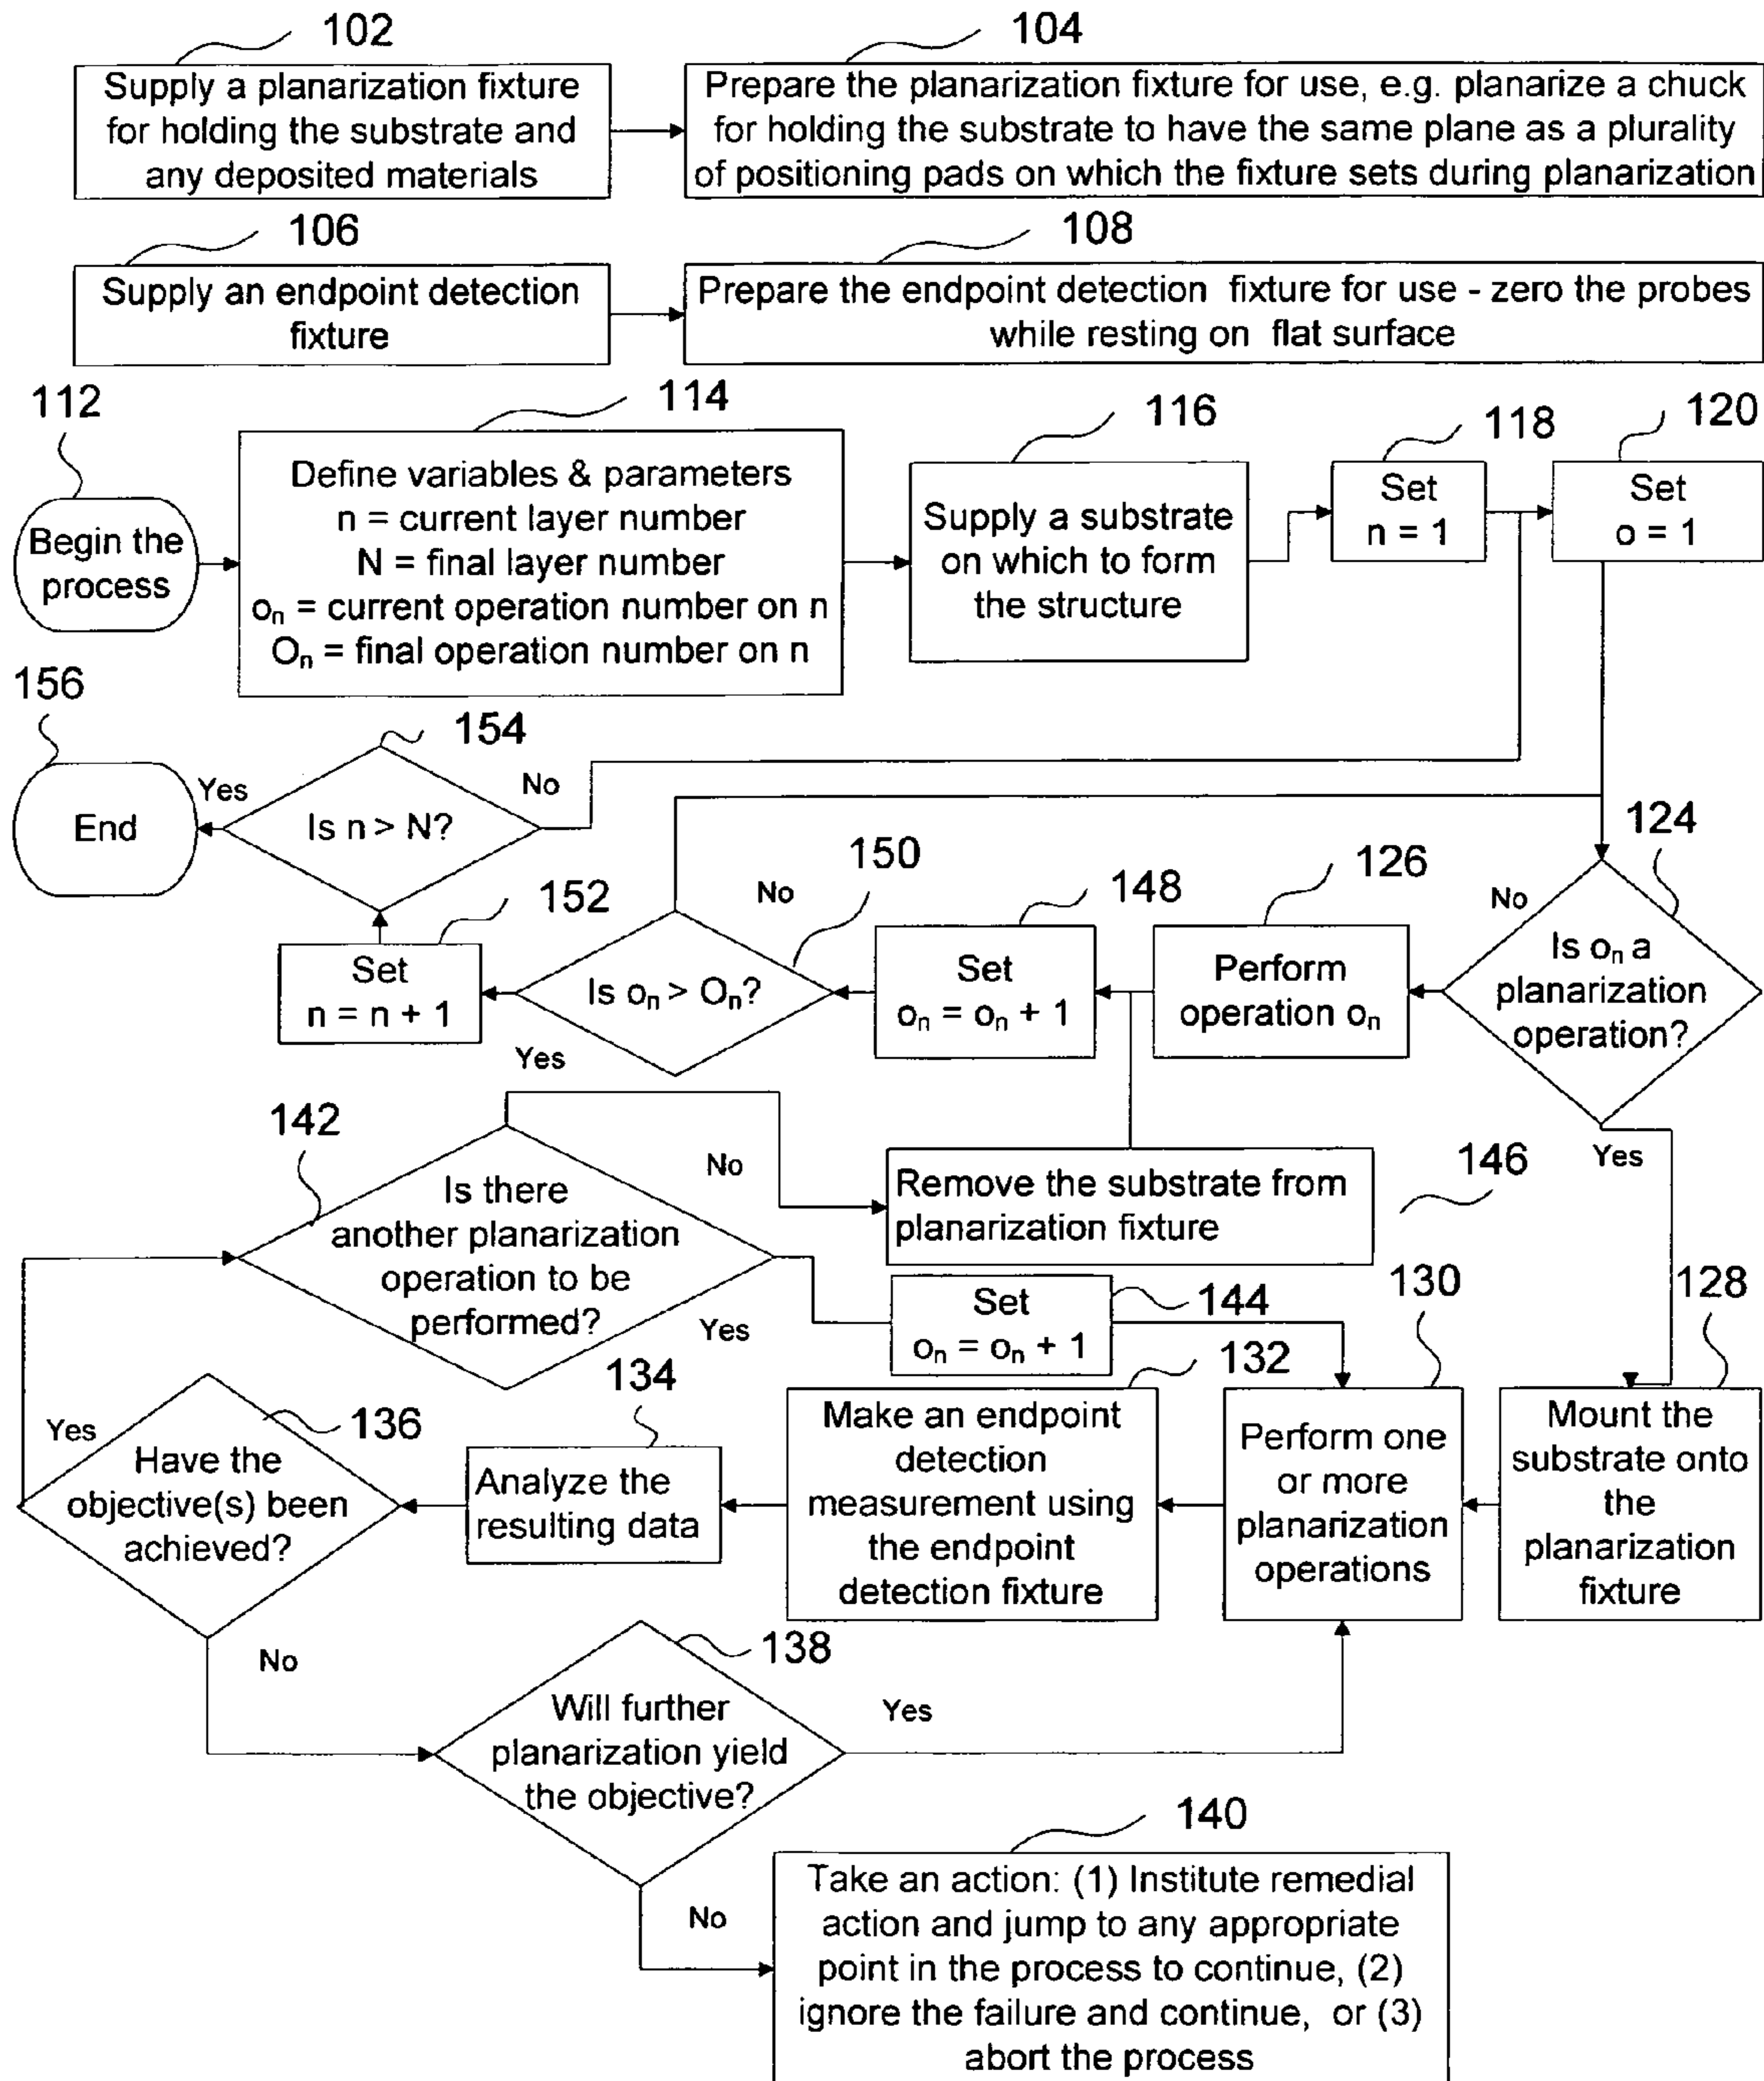 102
Supply a planarization fixture
for holding the substrate and
any deposited materials
104
Prepare the planarization fixture for use, e.g. planarize a chuck
for holding the substrate to have the same plane as a plurality
of positioning pads on which the fixture sets during planarization
106
Supply an endpoint detection
fixture
108
Prepare the endpoint detection fixture for use - zero the probes
while resting on flat surface
112
Begin the
process
114
Define variables & parameters
n = current layer number
N = final layer number
oₙ = current operation number on n
Oₙ = final operation number on n
116
Supply a substrate
on which to form
the structure
118
Set
n = 1
120
Set
o = 1
156
End
154
Yes
Is n > N?
No
152
Set
n = n + 1
150
No
Is oₙ > Oₙ?
Yes
148
Set
oₙ = oₙ + 1
126
Perform
operation oₙ
124
No
Is oₙ a
planarization
operation?
Yes
142
Is there
another planarization
operation to be
performed?
No
Yes
Remove the substrate from
planarization fixture
146
Set
oₙ = oₙ + 1
144
130
Perform one
or more
planarization
operations
128
Mount the
substrate onto
the
planarization
fixture
132
Make an endpoint
detection
measurement using
the endpoint
detection fixture
134
Analyze the
resulting data
136
Yes
Have the
objective(s) been
achieved?
No
138
Will further
planarization yield
the objective?
Yes
No
140
Take an action: (1) Institute remedial
action and jump to any appropriate
point in the process to continue, (2)
ignore the failure and continue, or (3)
abort the process